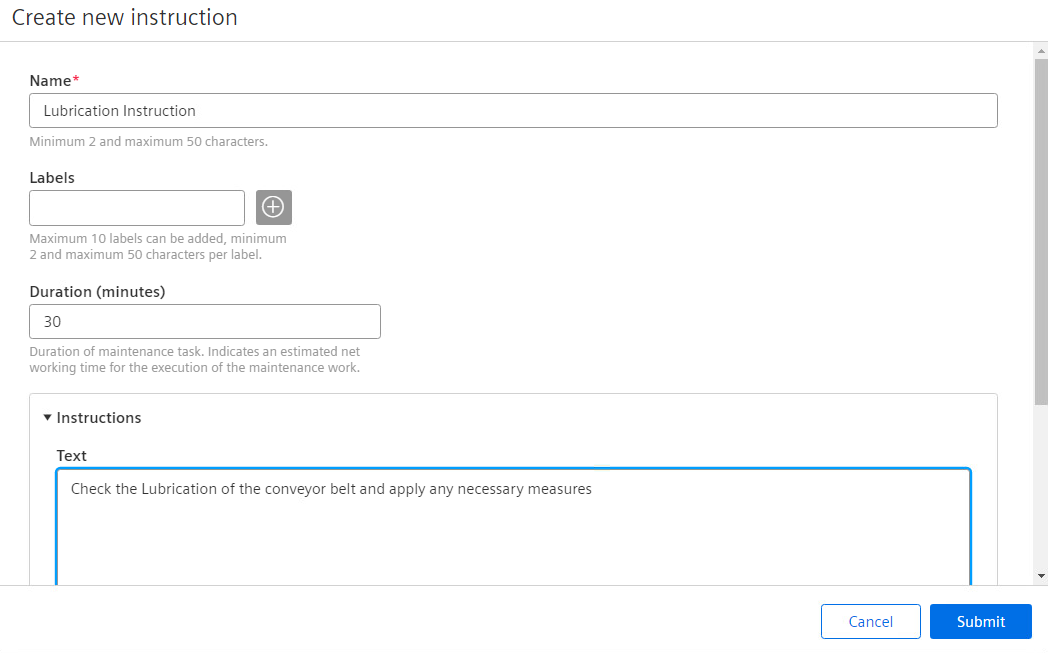 Create new instruction
Name*
Lubrication Instruction
Minimum 2 and maximum 50 characters.
Labels
Maximum 10 labels can be added, minimum
2 and maximum 50 characters per label.
Duration (minutes)
30
Duration of maintenance task. Indicates an estimated net
working time for the execution of the maintenance work.
Instructions
Text
Check the Lubrication of the conveyor belt and apply any necessary measures
Cancel
Submit